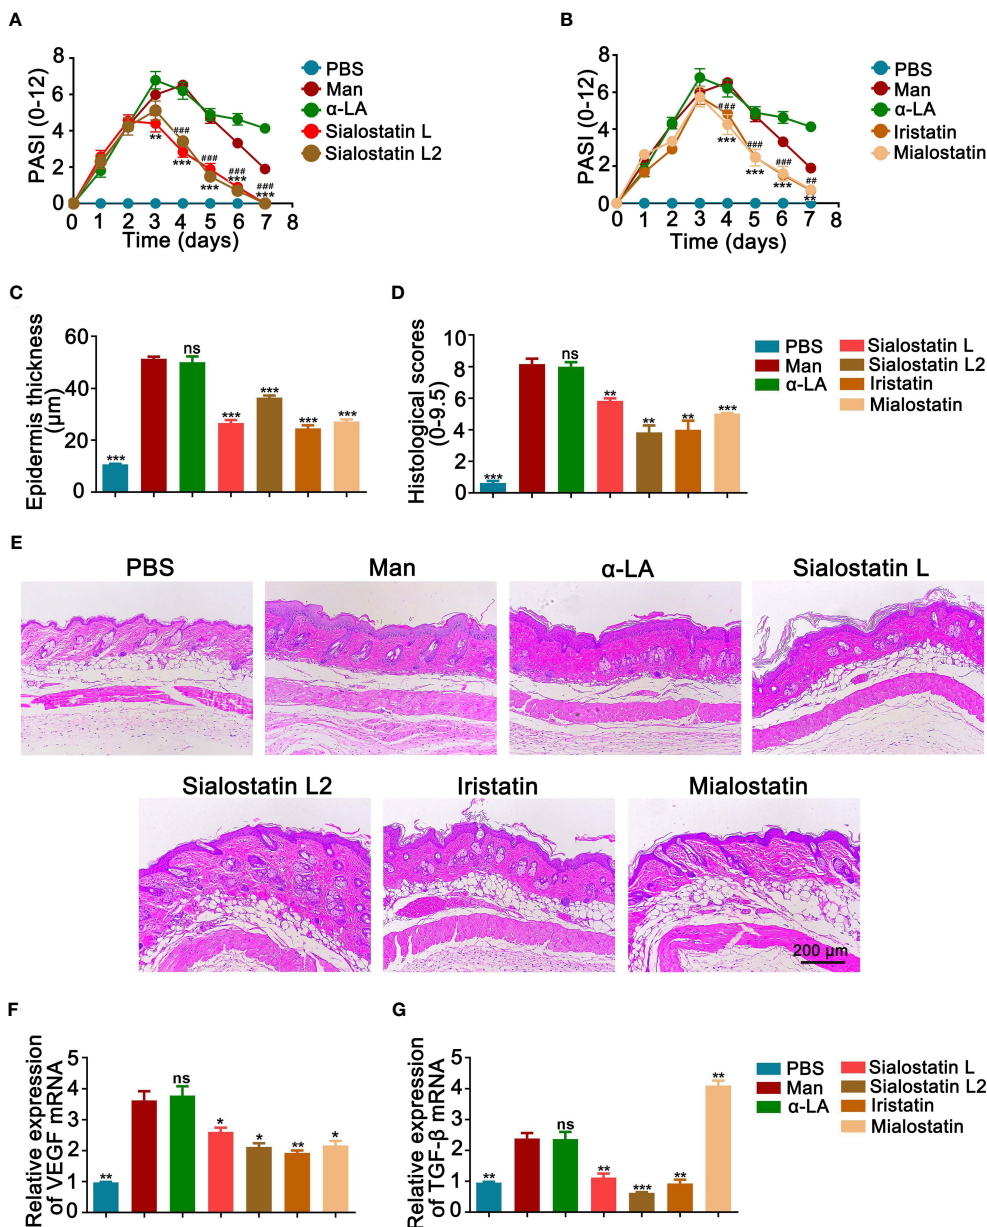 A
PASI (0-12)
8
6
4
2
0
0 1 2 3 4 5 6 7 8
Time (days)
** ### *** ### *** ### *** ### ***
PBS
Man
α-LA
Sialostatin L
Sialostatin L2
B
PASI (0-12)
8
6
4
2
0
0 1 2 3 4 5 6 7 8
Time (days)
### *** ### *** ### *** ## **
PBS
Man
α-LA
Iristatin
Mialostatin
C
Epidermis thickness
(μm)
60
40
20
0
*** ns *** *** *** ***
D
Histological scores
(0-9.5)
10
8
6
4
2
0
*** ns ** ** ** ***
PBS
Man
α-LA
Sialostatin L
Sialostatin L2
Iristatin
Mialostatin
E
PBS Man α-LA Sialostatin L
Sialostatin L2 Iristatin Mialostatin
200 μm
F
Relative expression
of VEGF mRNA
5
4
3
2
1
0
** ns * * ** *
G
Relative expression
of TGF-β mRNA
5
4
3
2
1
0
** ns ** *** ** **
PBS
Man
α-LA
Sialostatin L
Sialostatin L2
Iristatin
Mialostatin